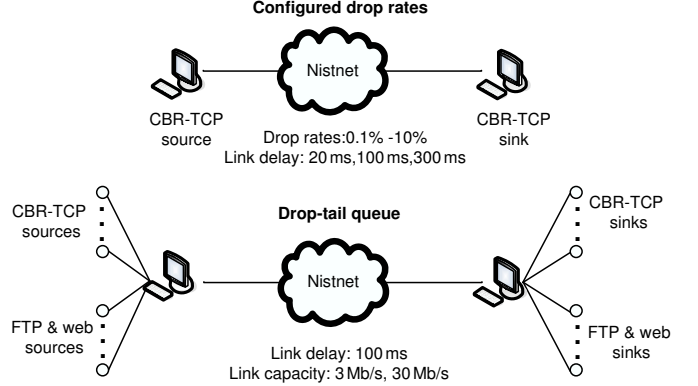 Configured drop rates
Nistnet
CBR-TCP
source
CBR-TCP
sink
Drop rates:0.1% -10%
Link delay: 20 ms,100 ms,300 ms
CBR-TCP
sources
Drop-tail queue
CBR-TCP
sinks
Nistnet
FTP & web
sources
FTP & web
sinks
Link delay: 100 ms
Link capacity: 3 Mb/s, 30 Mb/s